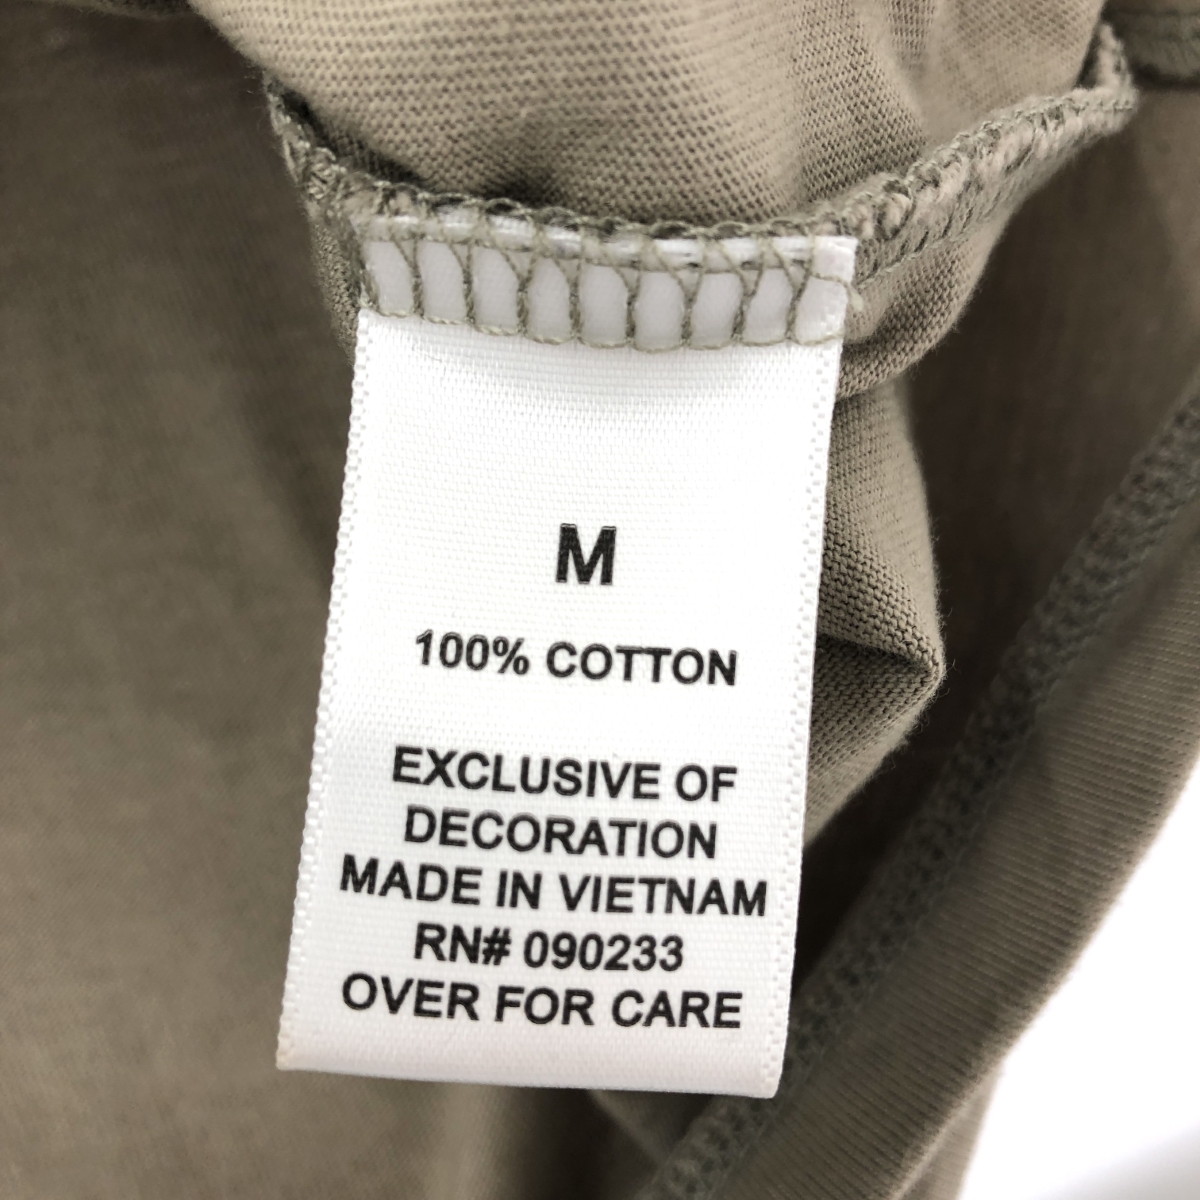 M
100% COTTON
EXCLUSIVE OF
DECORATION
MADE IN VIETNAM
RN# 090233
OVER FOR CARE